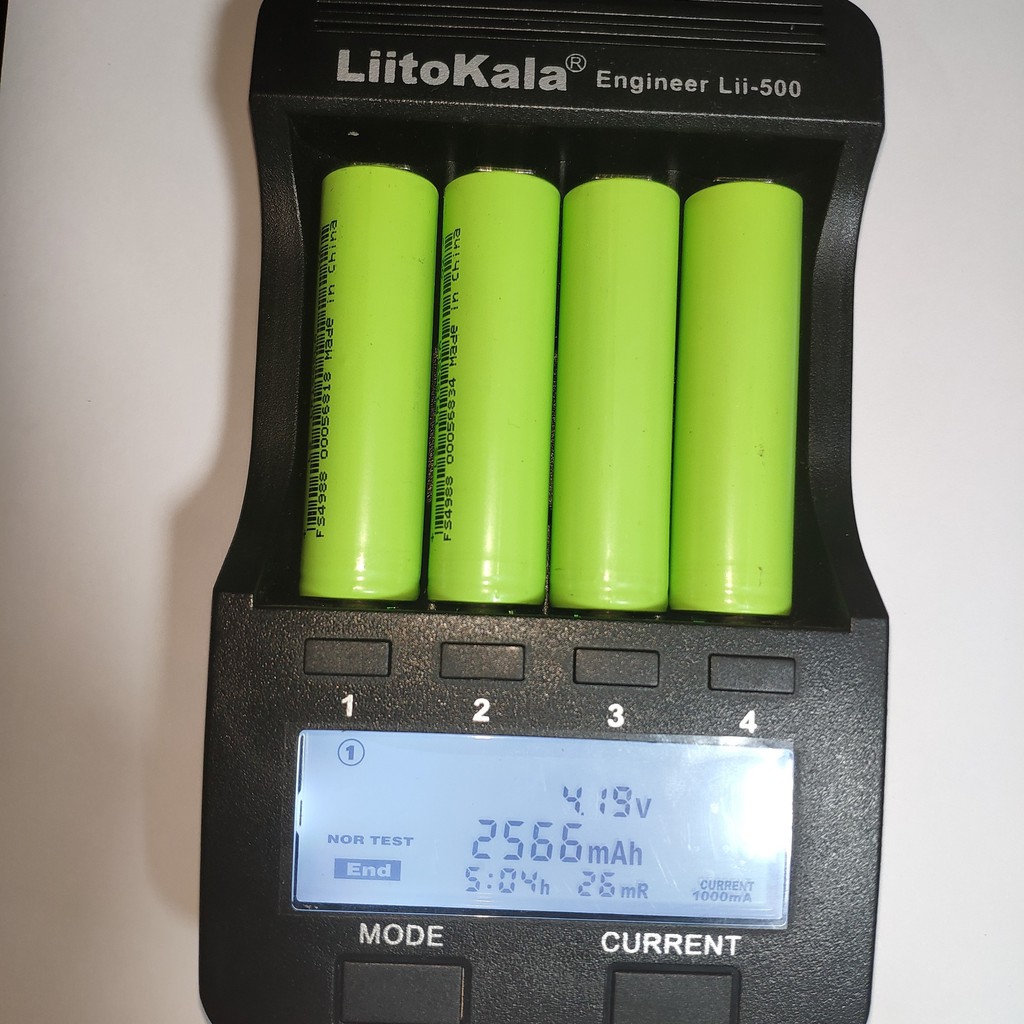 LiitoKala® Engineer Lii-500
FS4988 00056818 Made in China
FS4988 00056834 Made in China
1 2 3 4
①
4.19V
NOR TEST 2566mAh
End 5:04h 26mR CURRENT 1000mA
MODE CURRENT